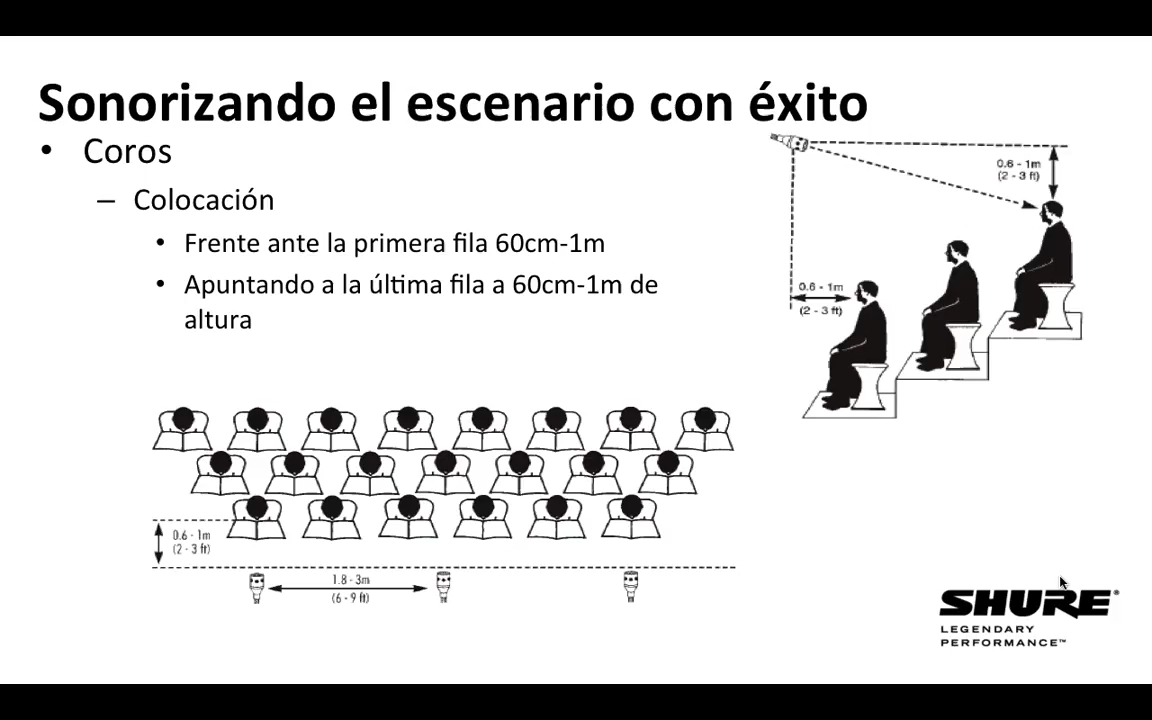 Sonorizando el escenario con éxito
• Coros
– Colocación
• Frente ante la primera fila 60cm-1m
• Apuntando a la última fila a 60cm-1m de
altura
0.6 - 1m
(2 - 3 ft)
0.6 - 1m
(2 - 3 ft)
0.6 - 1m
(2 - 3 ft)
1.8 - 3m
(6 - 9 ft)
SHURE®
LEGENDARY
PERFORMANCE™